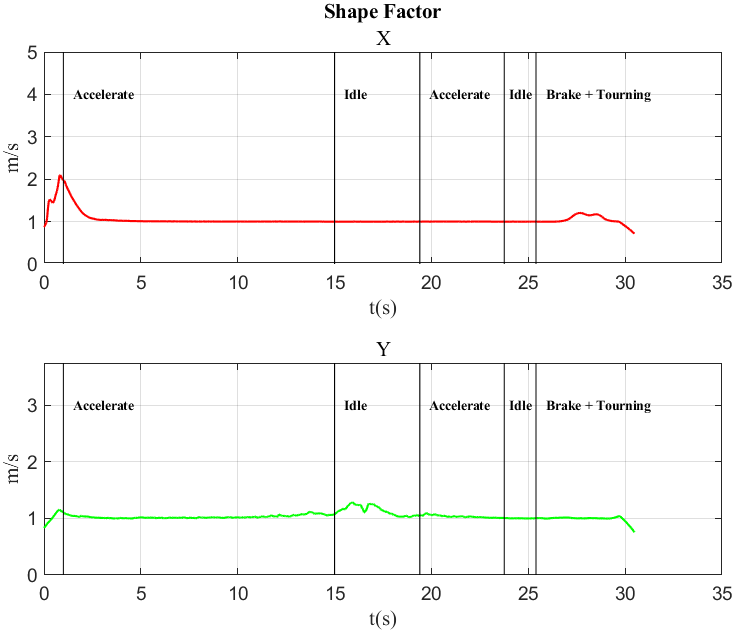 Shape Factor
X
5
4
3
2
1
0
m/s
Accelerate
Idle
Accelerate
Idle
Brake + Tourning
0 5 10 15 20 25 30 35
t(s)
Y
3
2
1
0
m/s
Accelerate
Idle
Accelerate
Idle
Brake + Tourning
0 5 10 15 20 25 30 35
t(s)